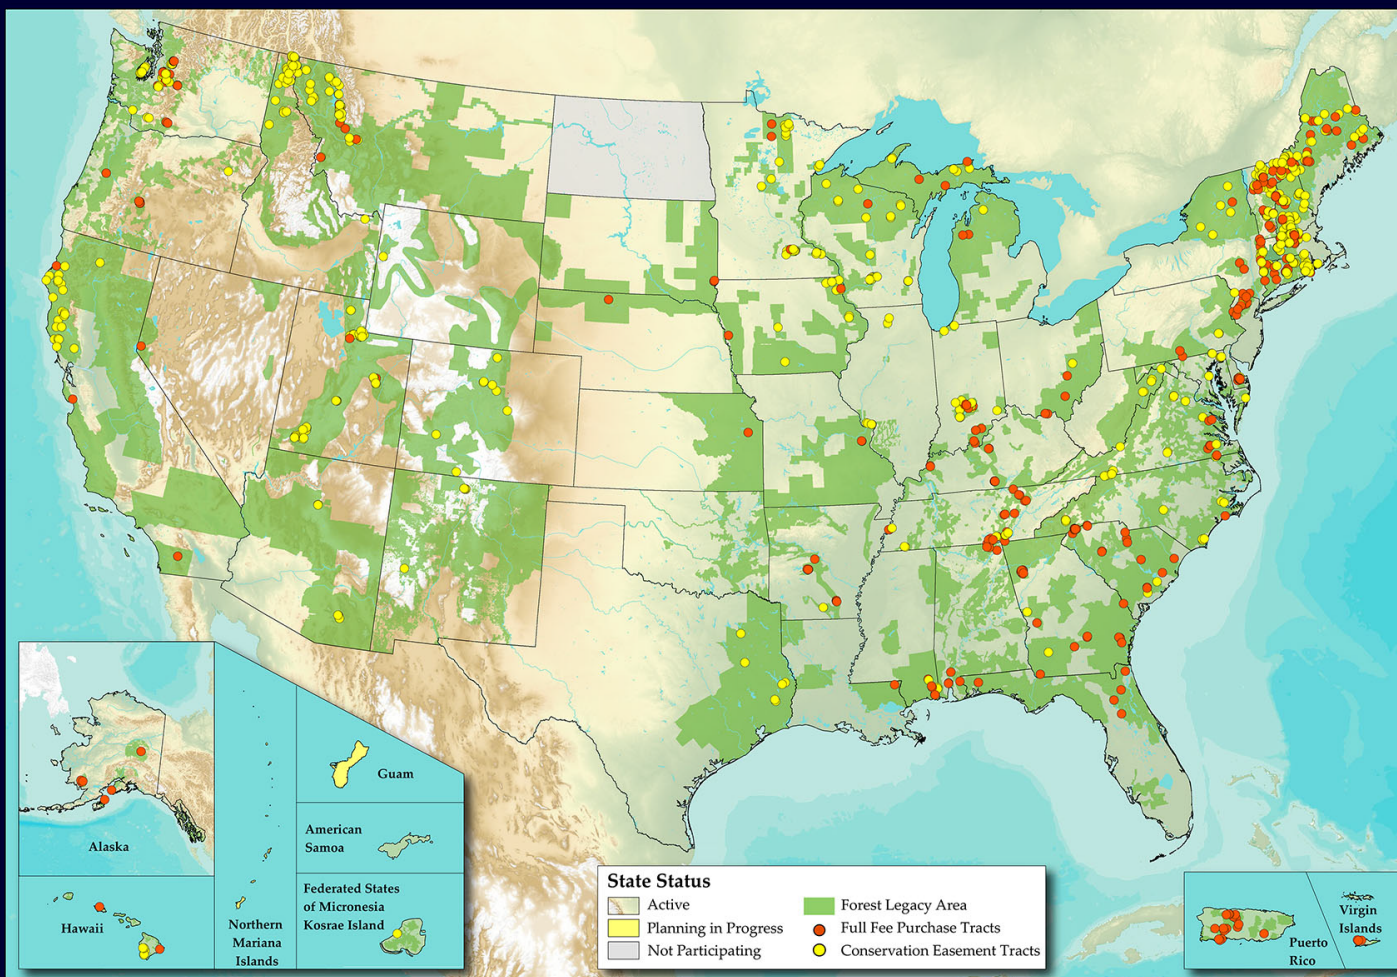 Alaska
Hawaii
Northern
Mariana
Islands
Guam
American
Samoa
Federated States
of Micronesia
Kosrae Island
State Status
Active
Planning in Progress
Not Participating
Forest Legacy Area
Full Fee Purchase Tracts
Conservation Easement Tracts
Puerto
Rico
Virgin
Islands